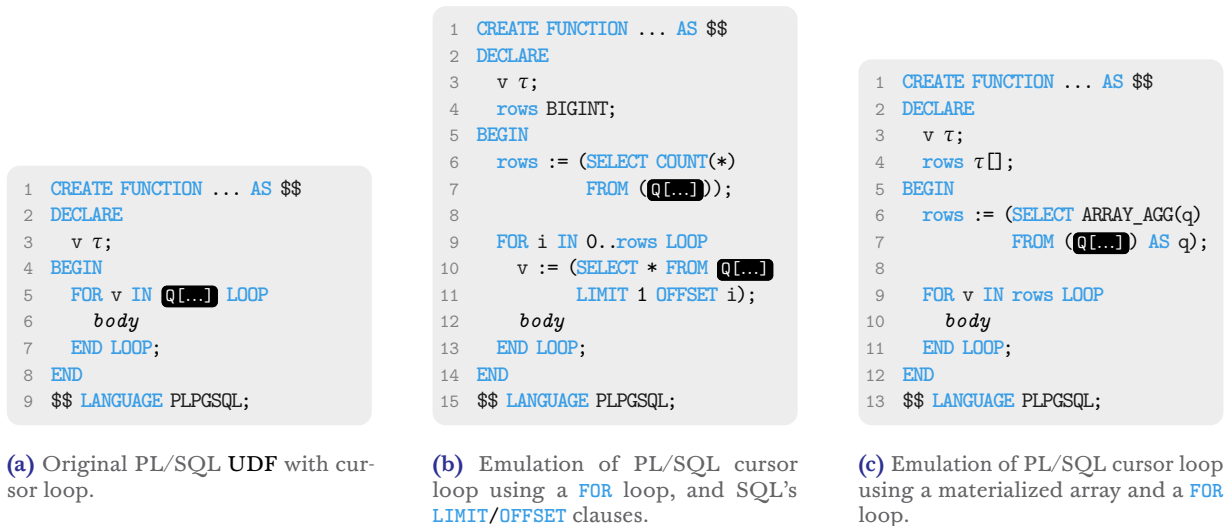 1 CREATE FUNCTION ... AS $$
2 DECLARE
3 v τ;
4 BEGIN
5 FOR v IN Q[...] LOOP
6 body
7 END LOOP;
8 END
9 $$ LANGUAGE PLPGSQL;
(a) Original PL/SQL UDF with cur-
sor loop.
1 CREATE FUNCTION ... AS $$
2 DECLARE
3 v τ;
4 rows BIGINT;
5 BEGIN
6 rows := (SELECT COUNT(*)
7 FROM (Q[...]));
8
9 FOR i IN 0..rows LOOP
10 v := (SELECT * FROM Q[...]
11 LIMIT 1 OFFSET i);
12 body
13 END LOOP;
14 END
15 $$ LANGUAGE PLPGSQL;
(b) Emulation of PL/SQL cursor
loop using a FOR loop, and SQL's
LIMIT/OFFSET clauses.
1 CREATE FUNCTION ... AS $$
2 DECLARE
3 v τ;
4 rows τ[];
5 BEGIN
6 rows := (SELECT ARRAY_AGG(q)
7 FROM (Q[...]) AS q);
8
9 FOR v IN rows LOOP
10 body
11 END LOOP;
12 END
13 $$ LANGUAGE PLPGSQL;
(c) Emulation of PL/SQL cursor loop
using a materialized array and a FOR
loop.